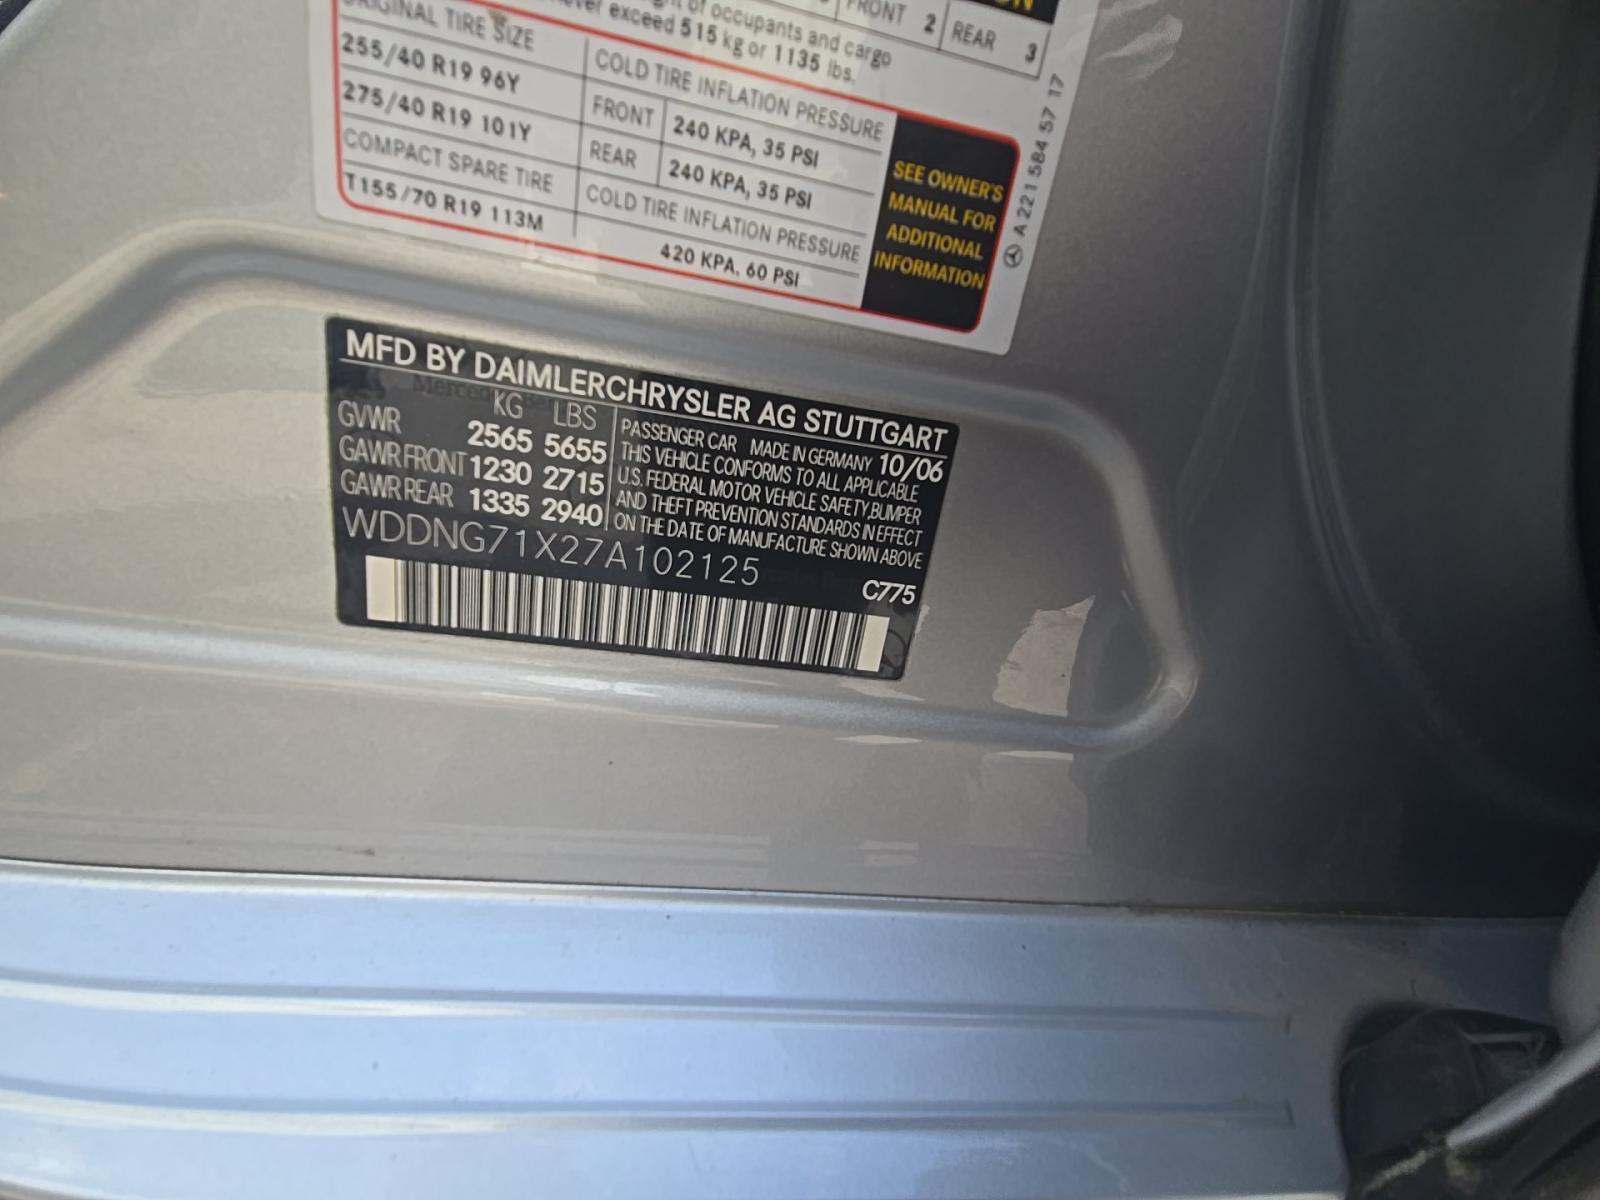 FRONT 2 REAR 3
of occupants and cargo
exceed 515 kg or 1135 lbs.
ORIGINAL TIRE SIZE COLD TIRE INFLATION PRESSURE
255/40 R19 96Y FRONT 240 KPA, 35 PSI
275/40 R19 101Y REAR 240 KPA, 35 PSI
COMPACT SPARE TIRE COLD TIRE INFLATION PRESSURE
T155/70 R19 113M 420 KPA, 60 PSI
SEE OWNER'S
MANUAL FOR
ADDITIONAL
INFORMATION
A 221 584 57 17
MFD BY DAIMLERCHRYSLER AG STUTTGART
KG LBS
GVWR 2565 5655
GAWR FRONT 1230 2715
GAWR REAR 1335 2940
PASSENGER CAR MADE IN GERMANY 10/06
THIS VEHICLE CONFORMS TO ALL APPLICABLE
U.S. FEDERAL MOTOR VEHICLE SAFETY, BUMPER
AND THEFT PREVENTION STANDARDS IN EFFECT
ON THE DATE OF MANUFACTURE SHOWN ABOVE
WDDNG71X27A102125
C775